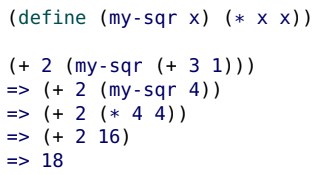 (define (my-sqr x) (* x x))
(+ 2 (my-sqr (+ 3 1)))
=> (+ 2 (my-sqr 4))
=> (+ 2 (* 4 4))
=> (+ 2 16)
=> 18